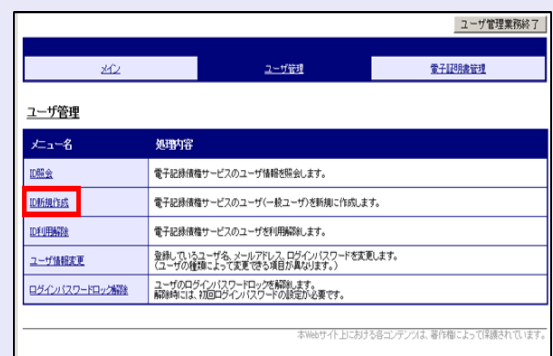 ユーザ管理業務終了
メイン ユーザ管理 電子証明書管理
ユーザ管理
メニュー名 処理内容
ID照会 電子記録債権サービスのユーザ情報を照会します。
ID新規作成 電子記録債権サービスのユーザ(一般ユーザ)を新規に作成します。
ID利用解除 電子記録債権サービスのユーザを利用解除します。
ユーザ情報変更 登録しているユーザ名、メールアドレス、ログインパスワードを変更します。
(ユーザの種類によって変更できる項目が異なります。)
ログインパスワードロック解除 ユーザのログインパスワードロックを解除します。
解除時には、初回ログインパスワードの設定が必要です。
本Webサイト上における各コンテンツは、著作権によって保護されています。